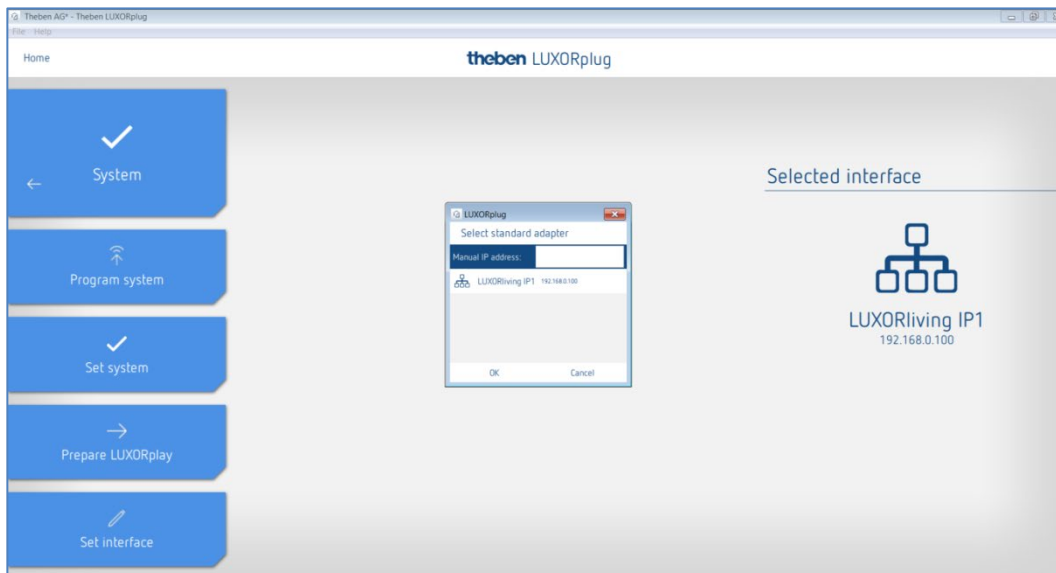 Theben AG* - Theben LUXORplug
File Help
Home
theben LUXORplug
System
Program system
Set system
Prepare LUXORplay
Set interface
LUXORplug
Select standard adapter
Manual IP address:
LUXORliving IP1 192.168.0.100
OK Cancel
Selected interface
LUXORliving IP1
192.168.0.100